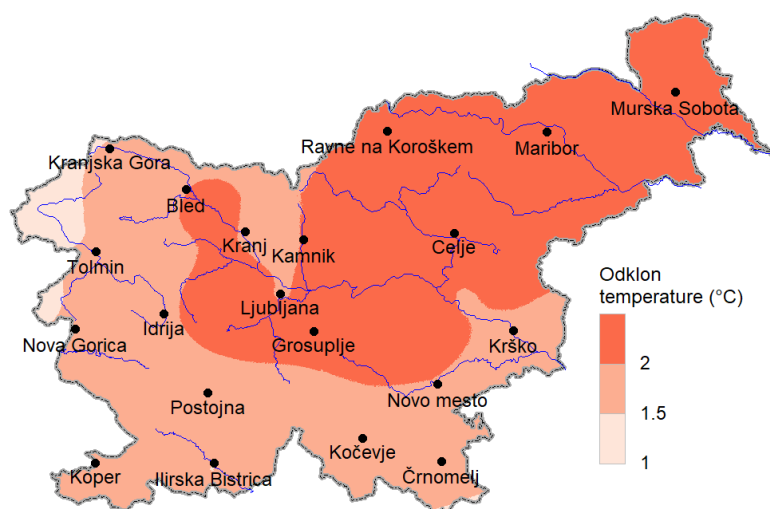 Murska Sobota
Ravne na Koroškem
Maribor
Kranjska Gora
Bled
Kranj
Kamnik
Celje
Tolmin
Odklon
temperature (°C)
Ljubljana
Idrija
Nova Gorica
Grosuplje
Krško
2
Novo mesto
Postojna
1.5
Kočevje
1
Koper
Ilirska Bistrica
Črnomelj